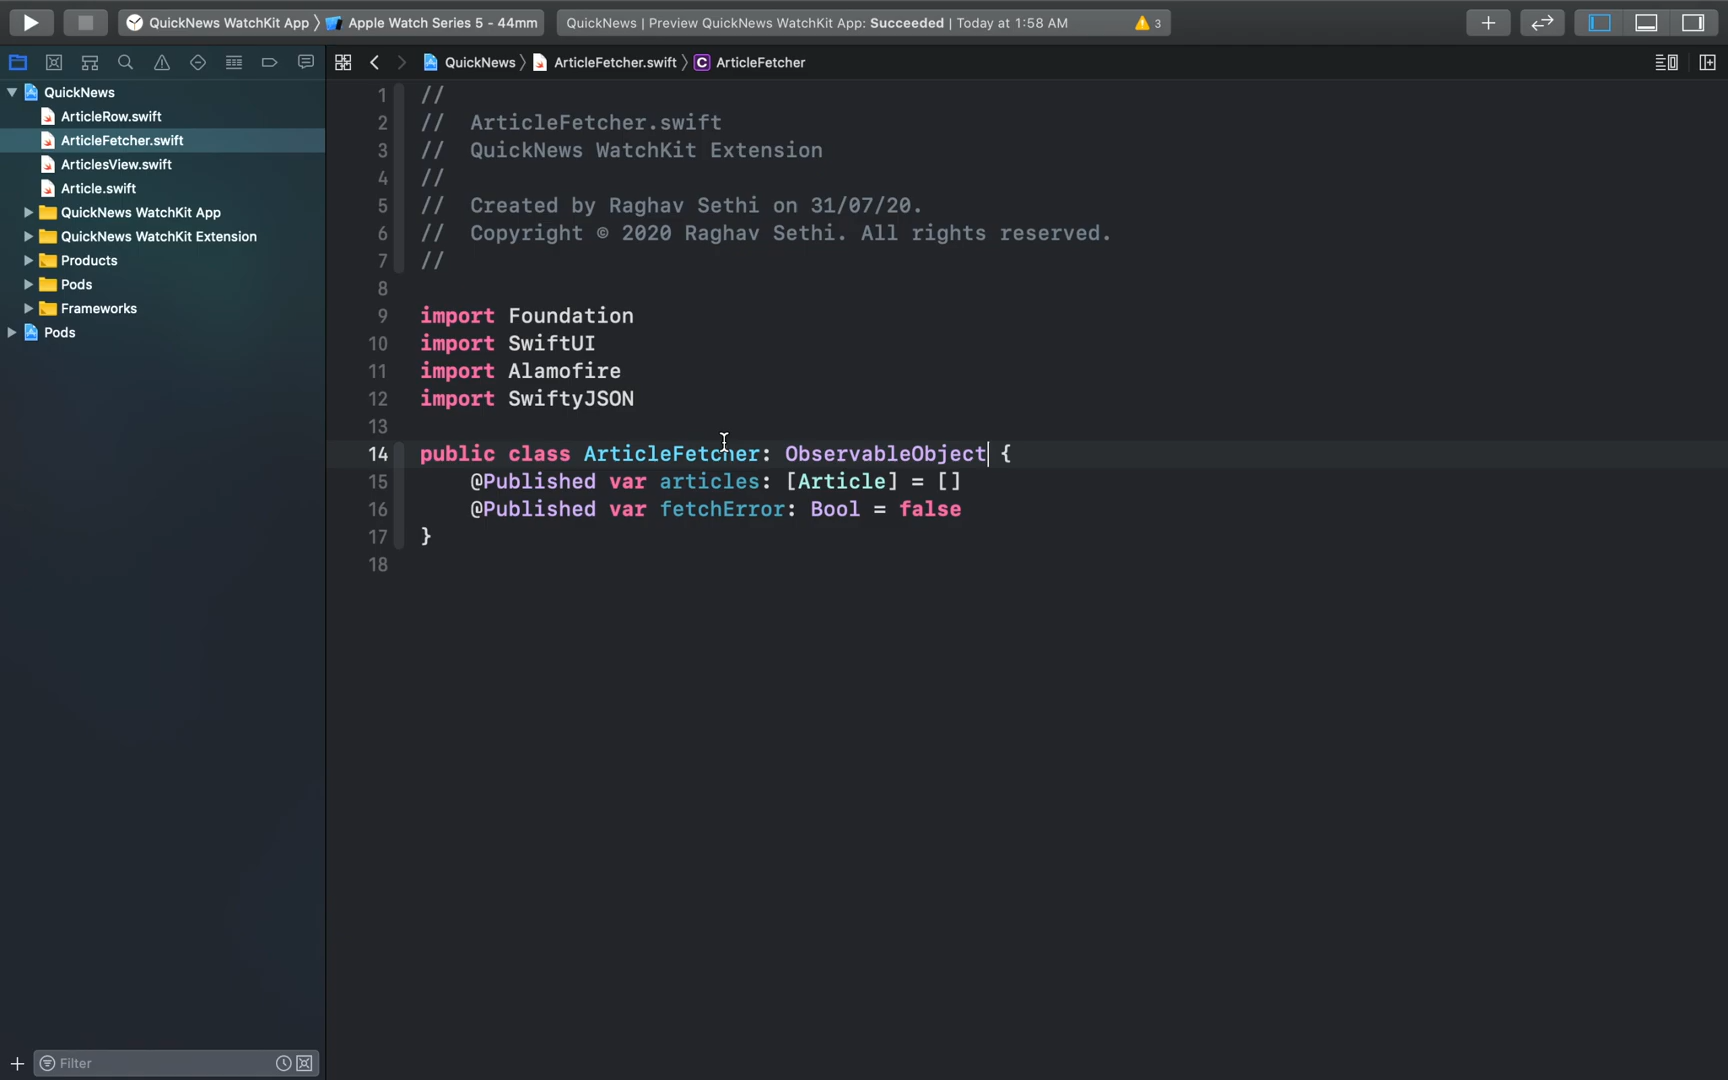 QuickNews WatchKit App 〉 Apple Watch Series 5 - 44mm
QuickNews | Preview QuickNews WatchKit App: Succeeded | Today at 1:58 AM
3
QuickNews 〉 ArticleFetcher.swift 〉 C ArticleFetcher
QuickNews
ArticleRow.swift
ArticleFetcher.swift
ArticlesView.swift
Article.swift
QuickNews WatchKit App
QuickNews WatchKit Extension
Products
Pods
Frameworks
Pods
1 //
2 // ArticleFetcher.swift
3 // QuickNews WatchKit Extension
4 //
5 // Created by Raghav Sethi on 31/07/20.
6 // Copyright © 2020 Raghav Sethi. All rights reserved.
7 //
8
9 import Foundation
10 import SwiftUI
11 import Alamofire
12 import SwiftyJSON
13
14 public class ArticleFetcher: ObservableObject {
15 @Published var articles: [Article] = []
16 @Published var fetchError: Bool = false
17 }
18
Filter